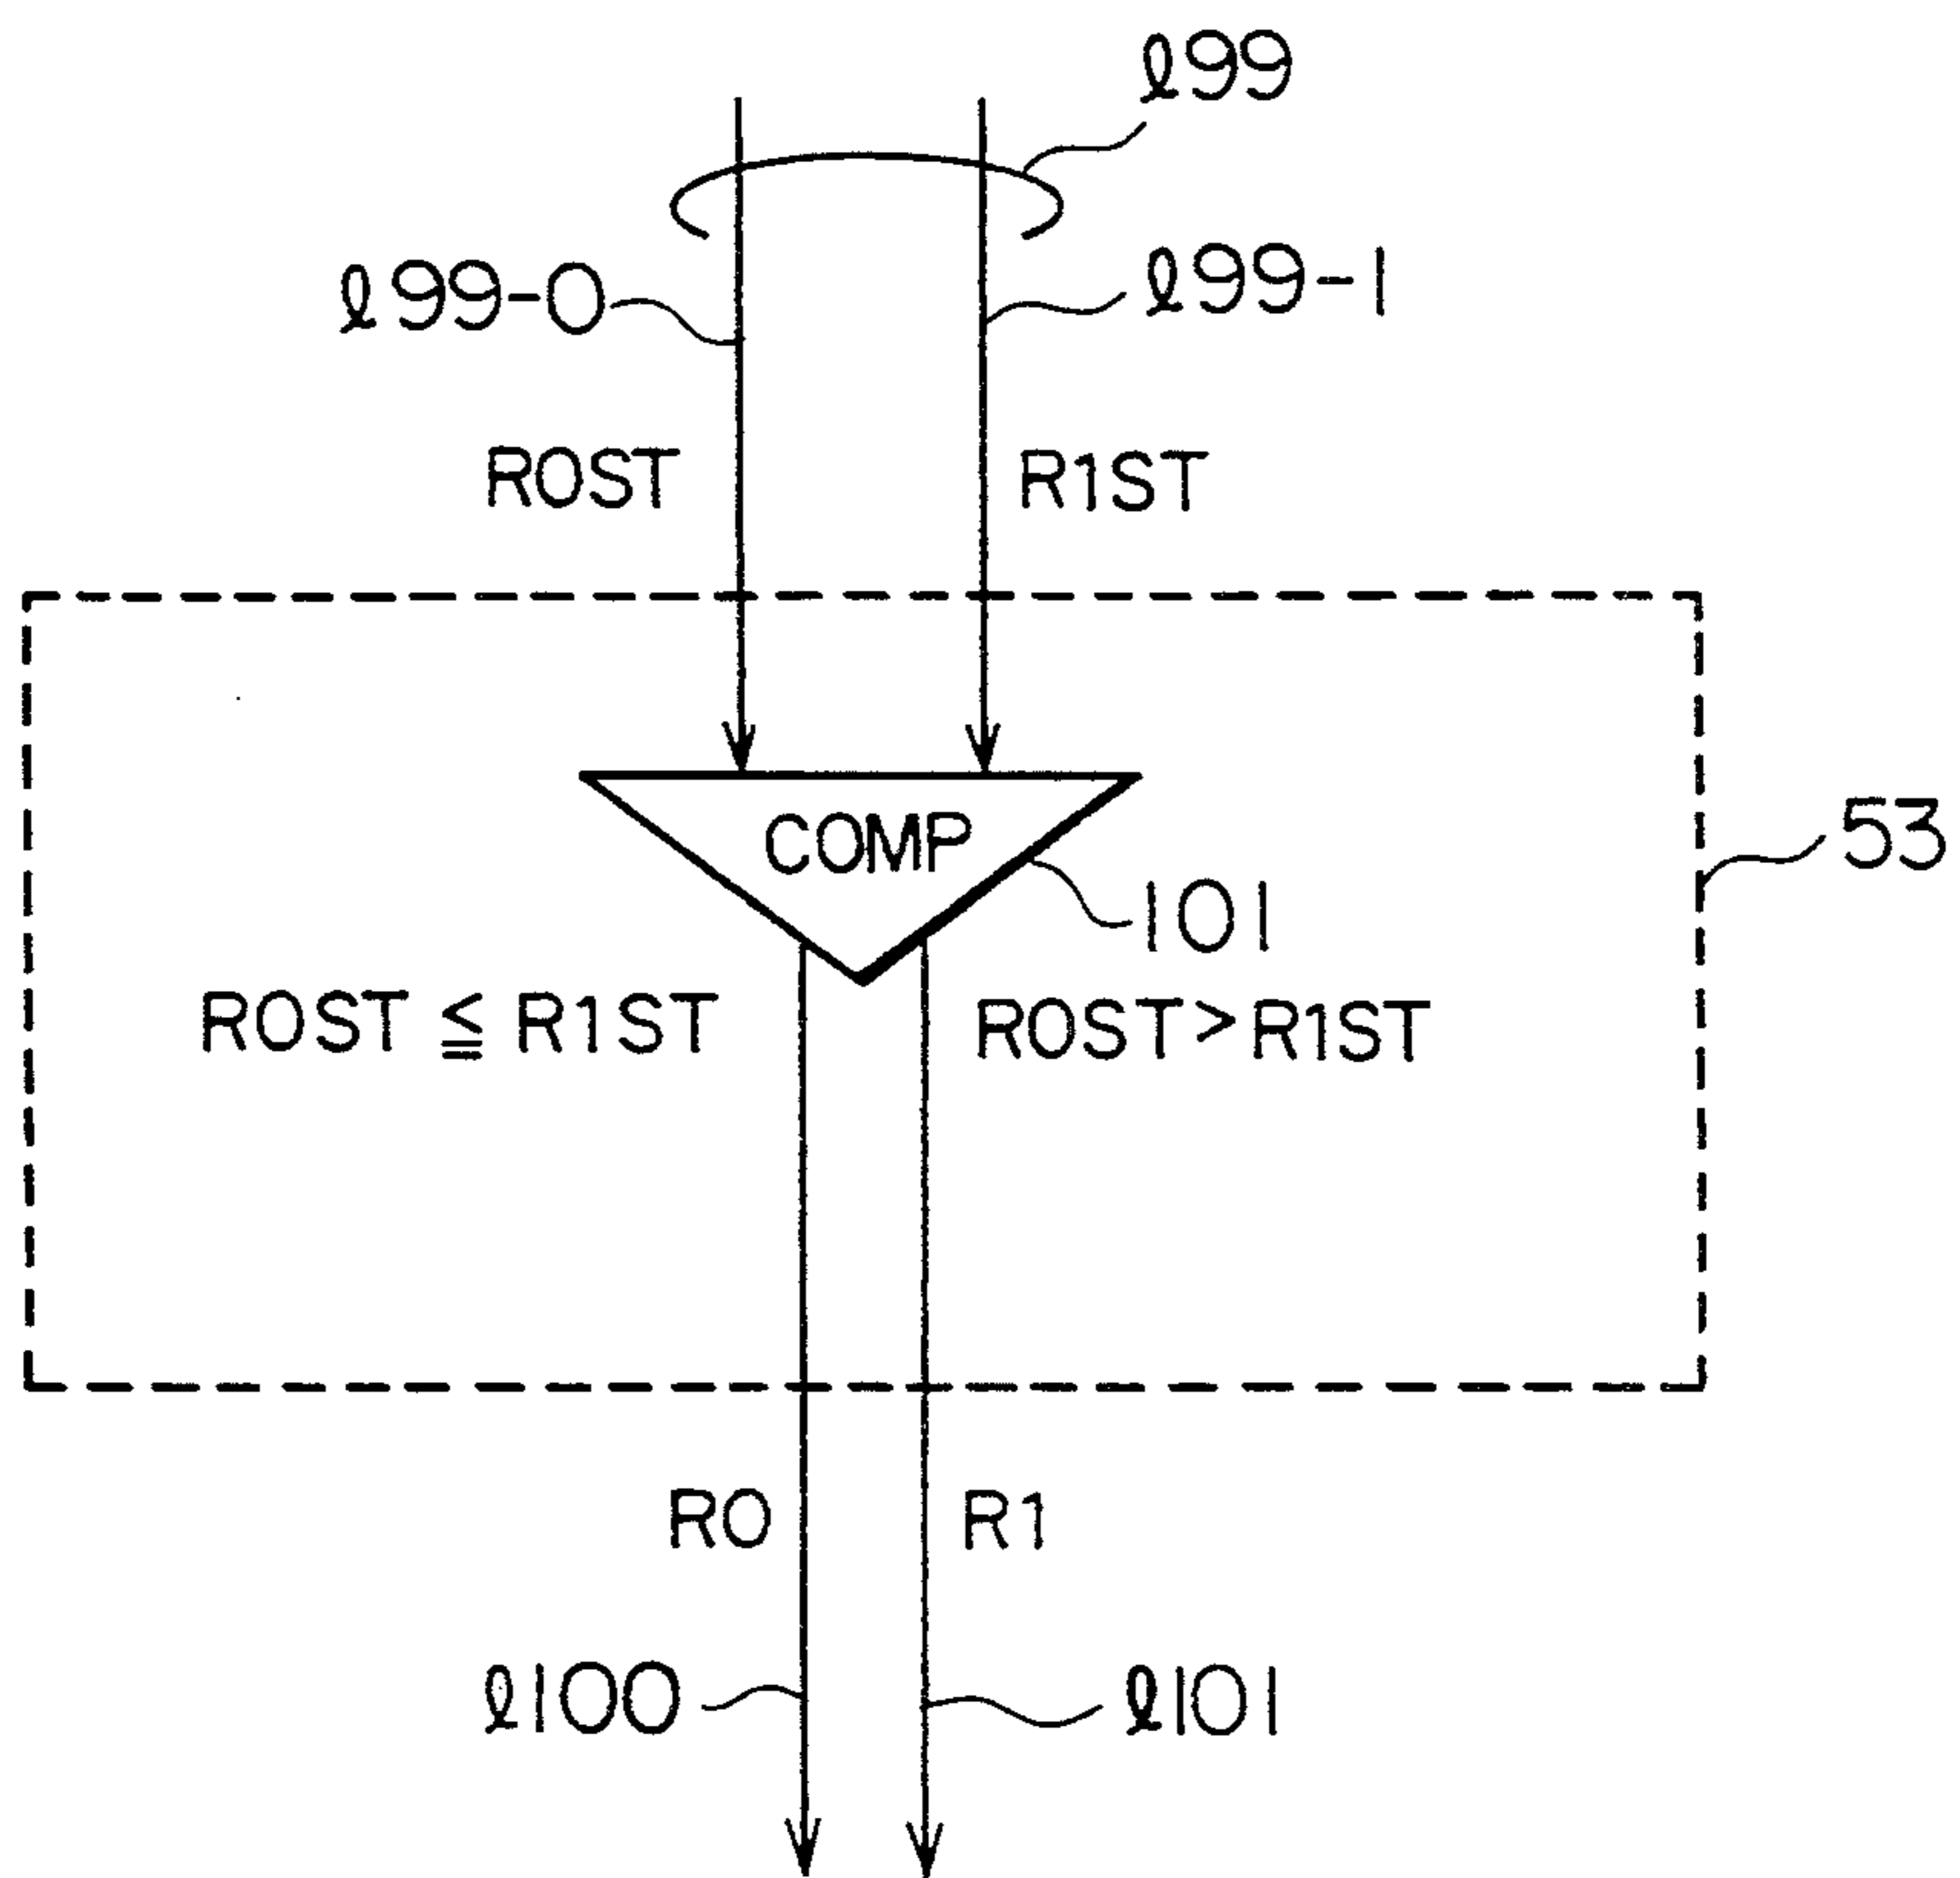 ℓ99
ℓ99-0
ℓ99-1
R0ST
R1ST
COMP
53
101
R0ST ≦ R1ST
R0ST > R1ST
R0
R1
ℓ100
ℓ101